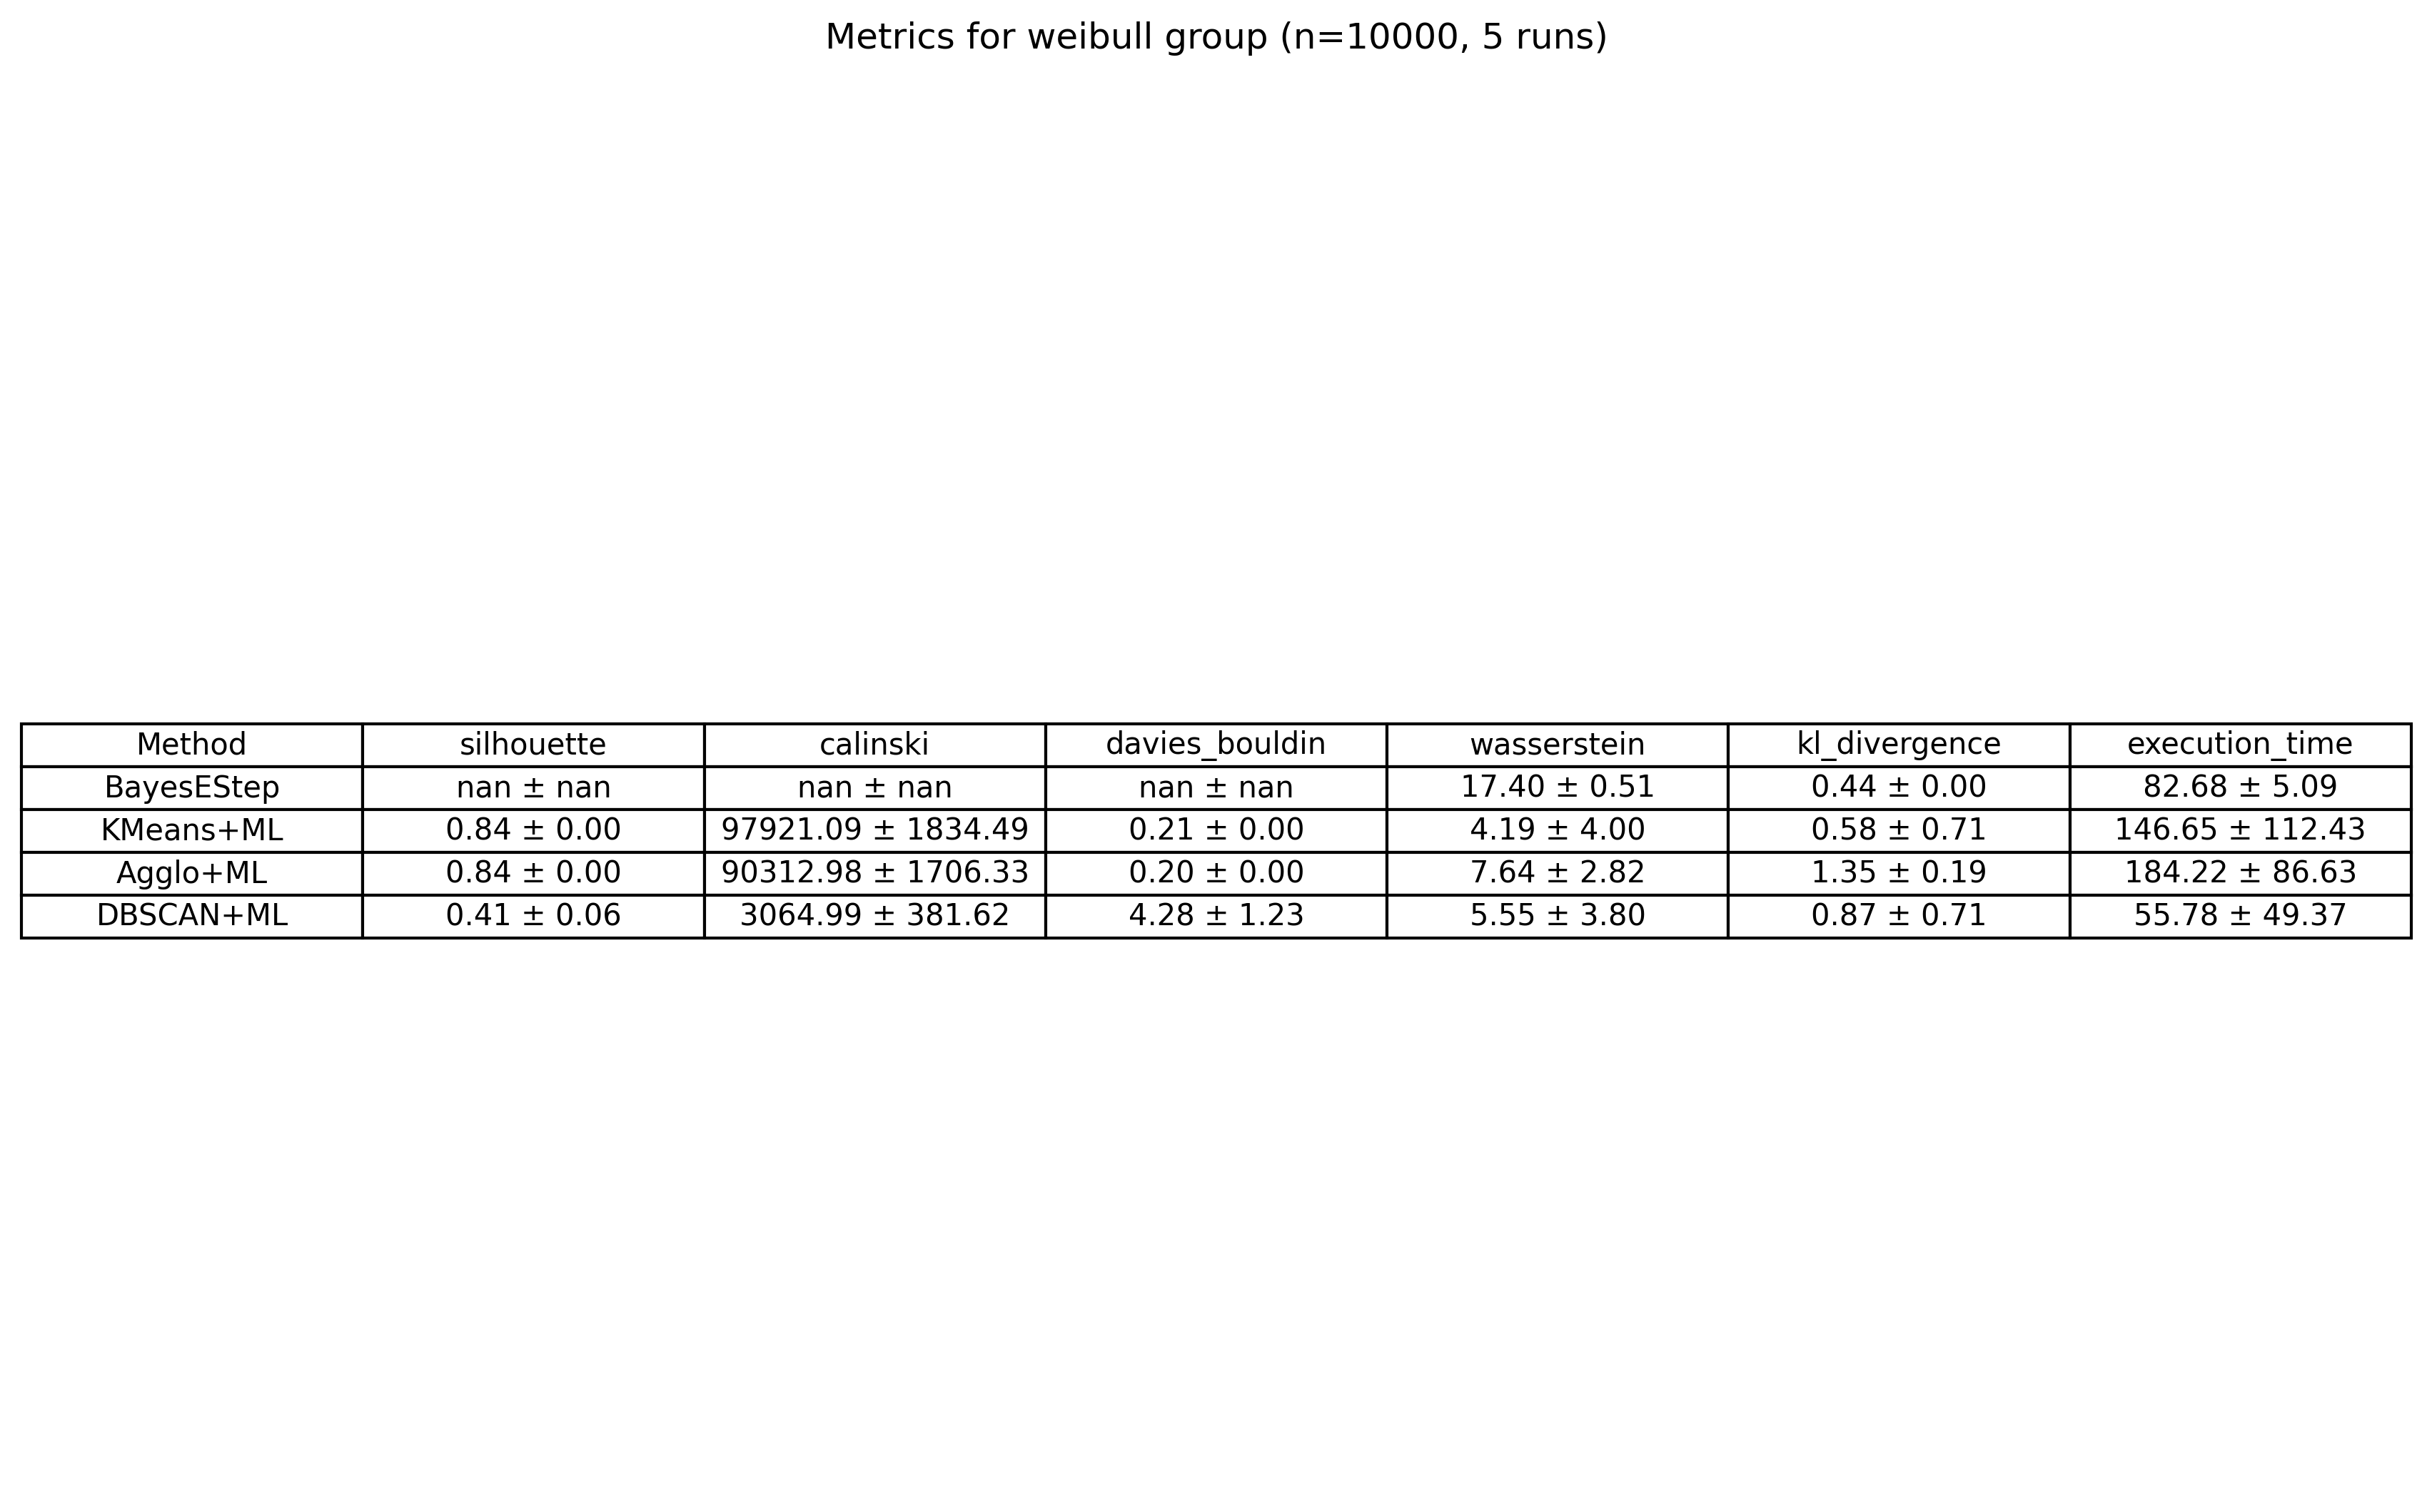 Metrics for weibull group (n=10000, 5 runs)
Method silhouette calinski davies_bouldin wasserstein kl_divergence execution_time
BayesEStep nan ± nan nan ± nan nan ± nan 17.40 ± 0.51 0.44 ± 0.00 82.68 ± 5.09
KMeans+ML 0.84 ± 0.00 97921.09 ± 1834.49 0.21 ± 0.00 4.19 ± 4.00 0.58 ± 0.71 146.65 ± 112.43
Agglo+ML 0.84 ± 0.00 90312.98 ± 1706.33 0.20 ± 0.00 7.64 ± 2.82 1.35 ± 0.19 184.22 ± 86.63
DBSCAN+ML 0.41 ± 0.06 3064.99 ± 381.62 4.28 ± 1.23 5.55 ± 3.80 0.87 ± 0.71 55.78 ± 49.37